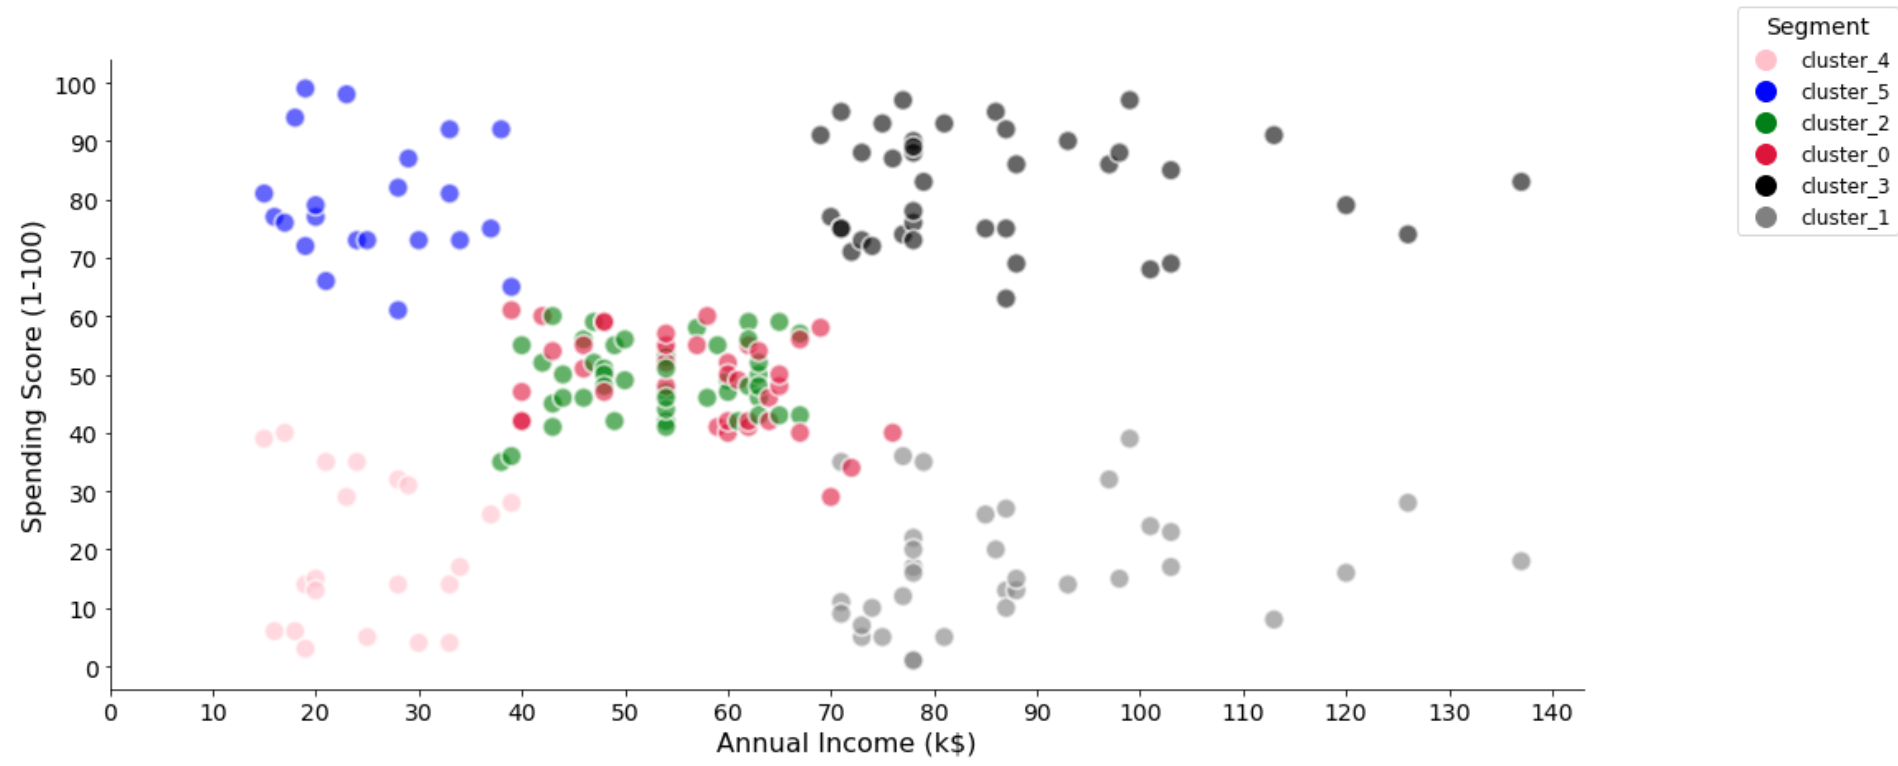 Segment
cluster_4
cluster_5
cluster_2
cluster_0
cluster_3
cluster_1
Spending Score (1-100)
100
90
80
70
60
50
40
30
20
10
0
0 10 20 30 40 50 60 70 80 90 100 110 120 130 140
Annual Income (k$)